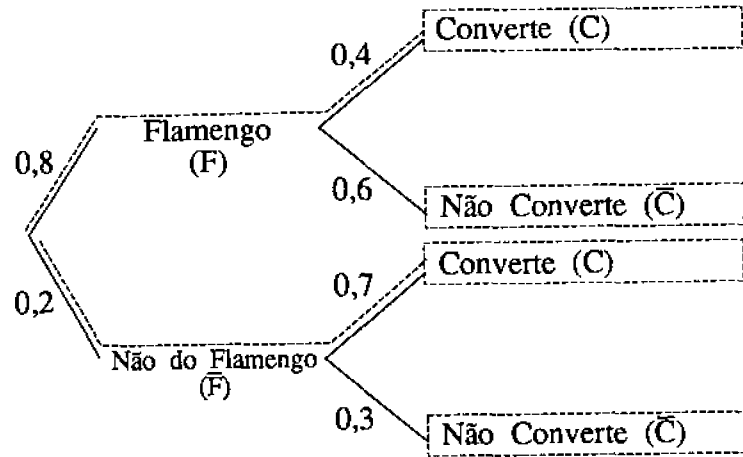 0,4
Converte (C)
0,8
Flamengo
(F)
0,6
Não Converte (C̅)
0,2
0,7
Converte (C)
Não do Flamengo
(F̅)
0,3
Não Converte (C̅)